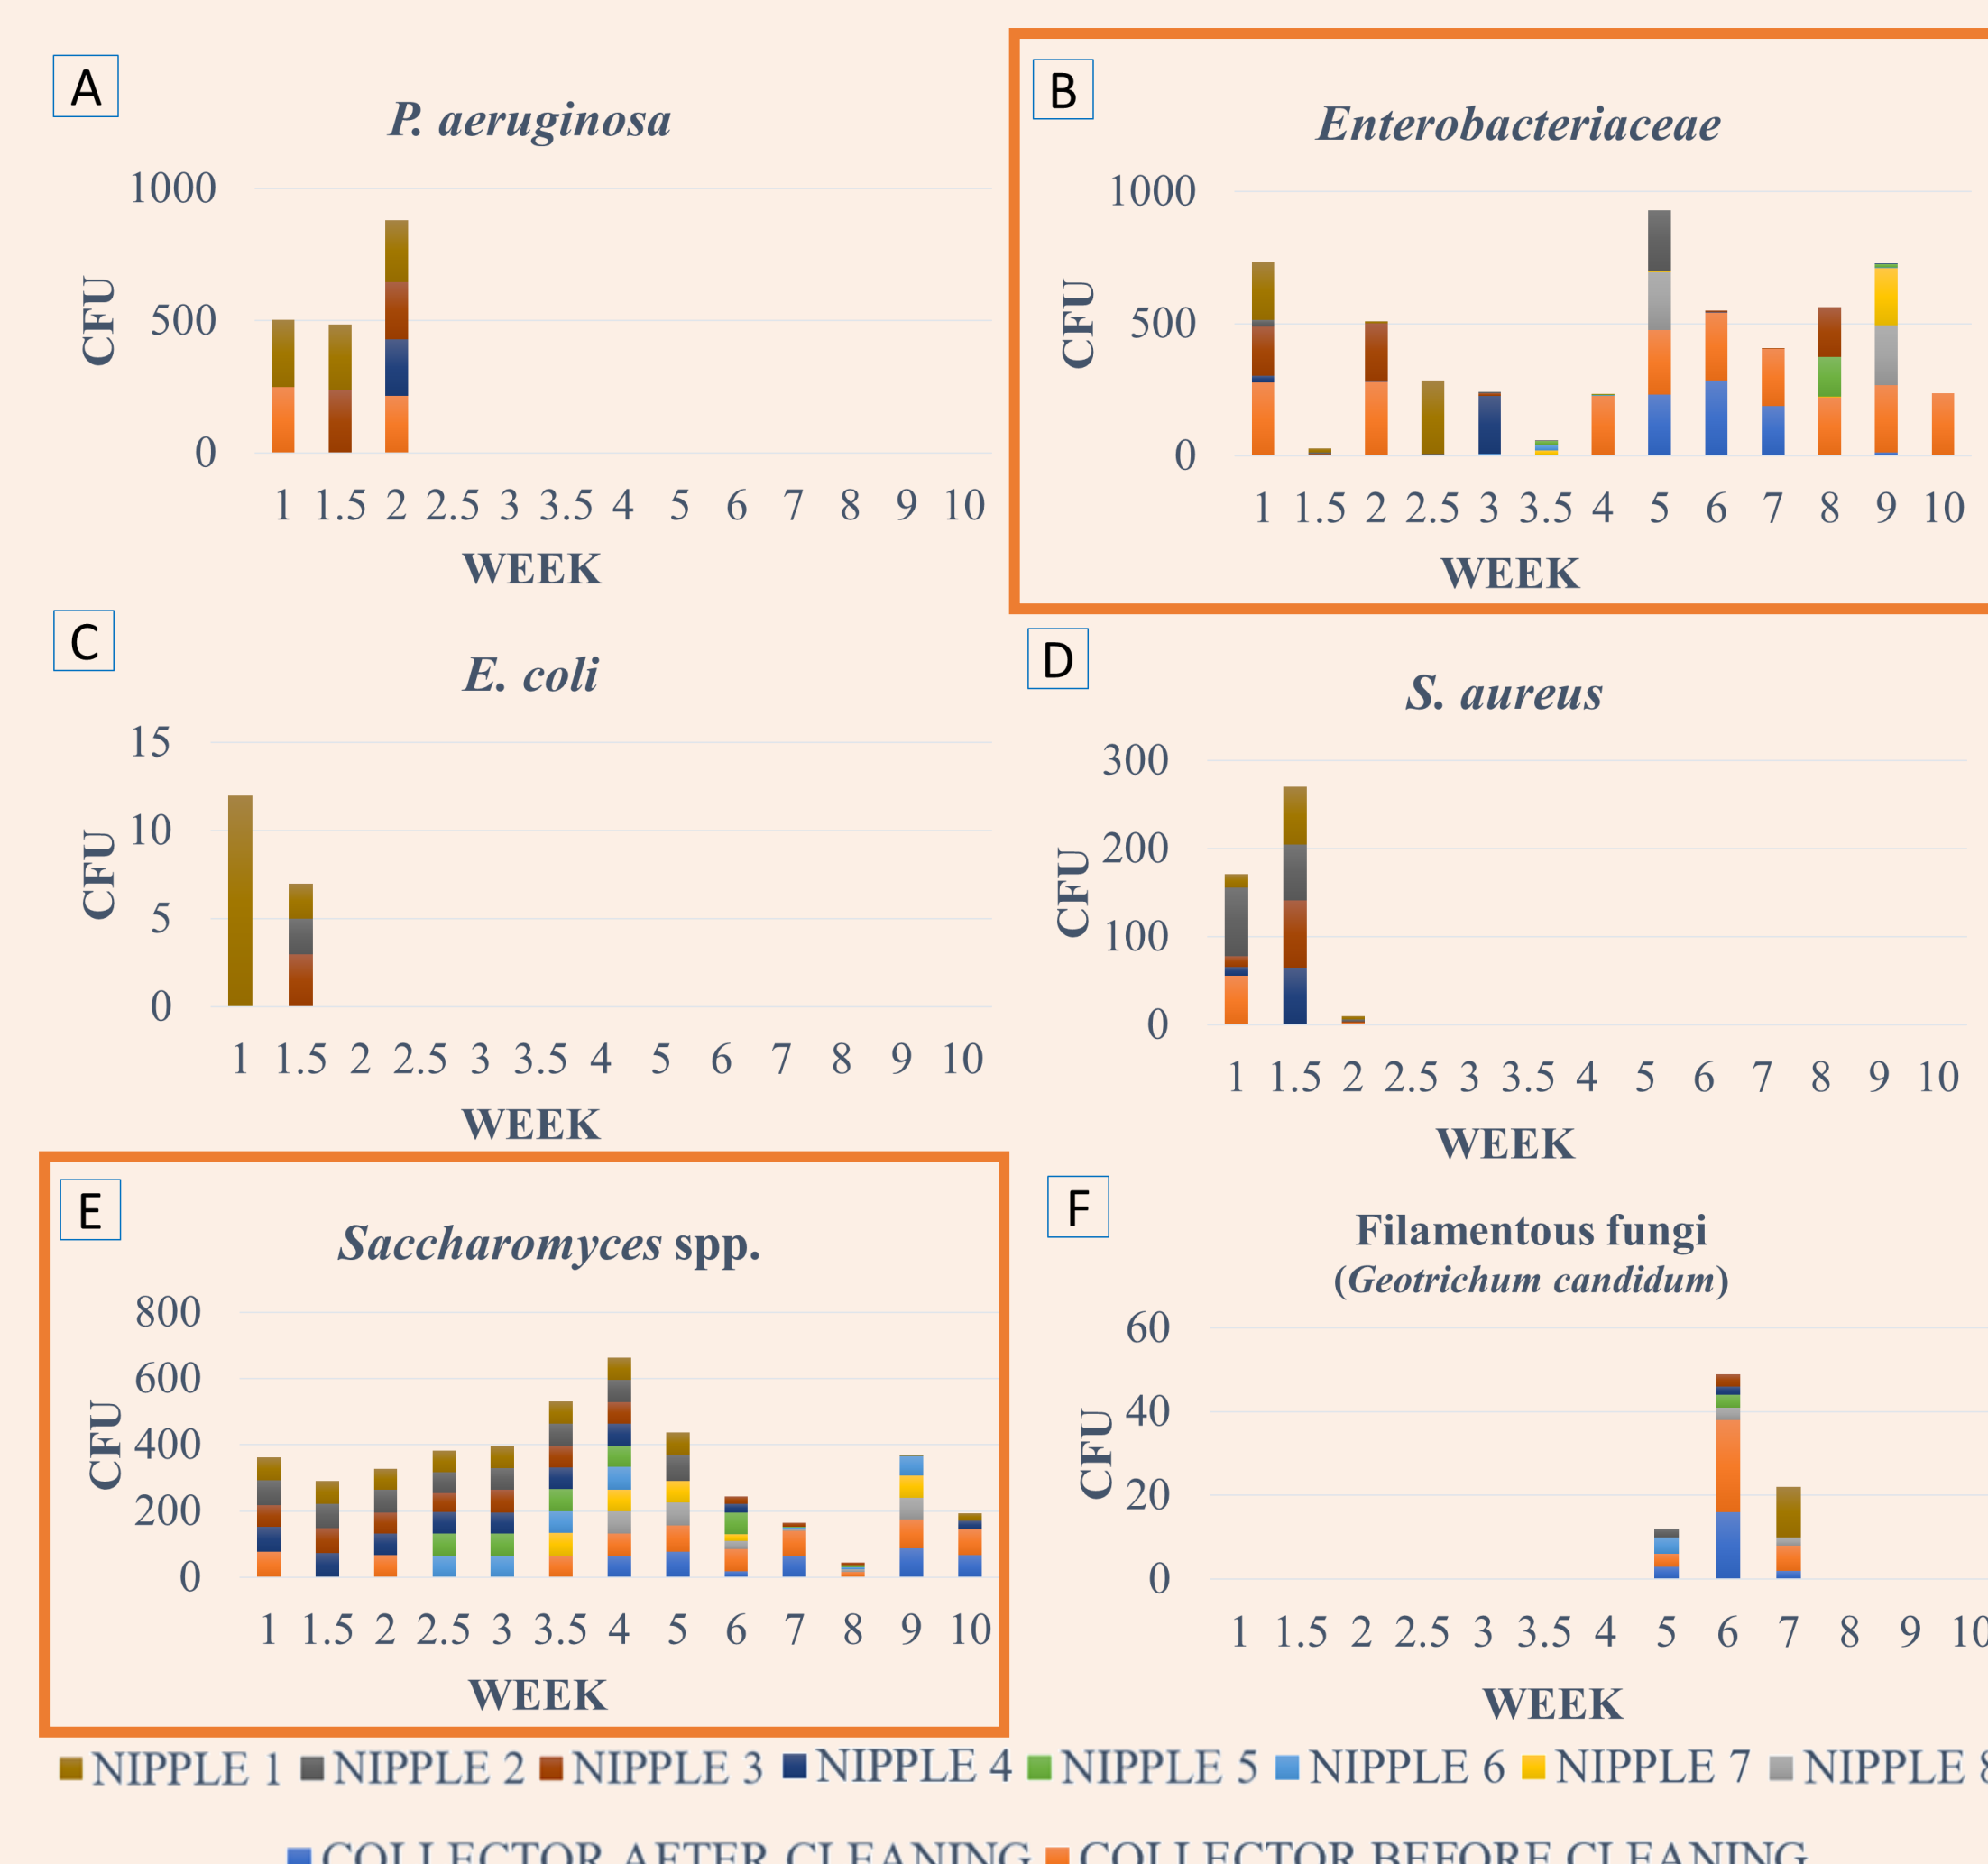 A
P. aeruginosa
1000
500
0
CFU
1 1.5 2 2.5 3 3.5 4 5 6 7 8 9 10
WEEK
B
Enterobacteriaceae
1000
500
0
CFU
1 1.5 2 2.5 3 3.5 4 5 6 7 8 9 10
WEEK
C
E. coli
15
10
5
0
CFU
1 1.5 2 2.5 3 3.5 4 5 6 7 8 9 10
WEEK
D
S. aureus
300
200
100
0
CFU
1 1.5 2 2.5 3 3.5 4 5 6 7 8 9 10
WEEK
E
Saccharomyces spp.
800
600
400
200
0
CFU
1 1.5 2 2.5 3 3.5 4 5 6 7 8 9 10
WEEK
F
Filamentous fungi
(Geotrichum candidum)
60
40
20
0
CFU
1 1.5 2 2.5 3 3.5 4 5 6 7 8 9 10
WEEK
NIPPLE 1 NIPPLE 2 NIPPLE 3 NIPPLE 4 NIPPLE 5 NIPPLE 6 NIPPLE 7 NIPPLE 8
COLLECTOR AFTER CLEANING COLLECTOR BEFORE CLEANING